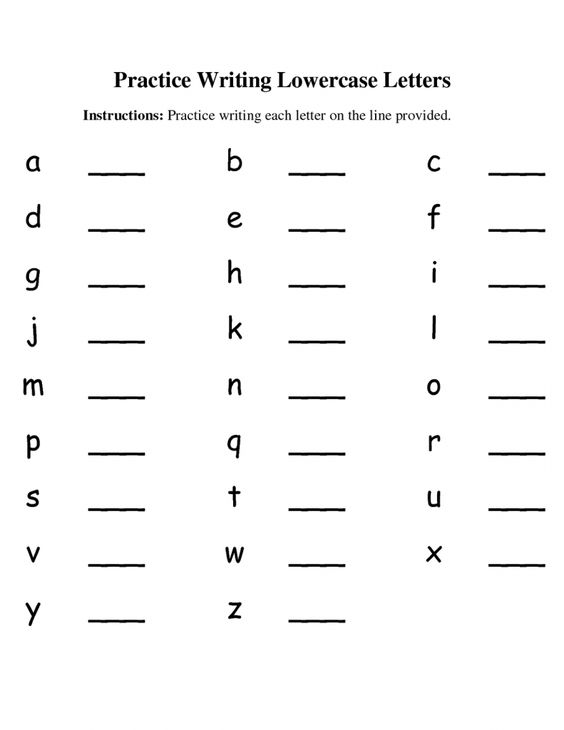 Practice Writing Lowercase Letters
Instructions: Practice writing each letter on the line provided.
a ____ b ____ c ____
d ____ e ____ f ____
g ____ h ____ i ____
j ____ k ____ l ____
m ____ n ____ o ____
p ____ q ____ r ____
s ____ t ____ u ____
v ____ w ____ x ____
y ____ z ____